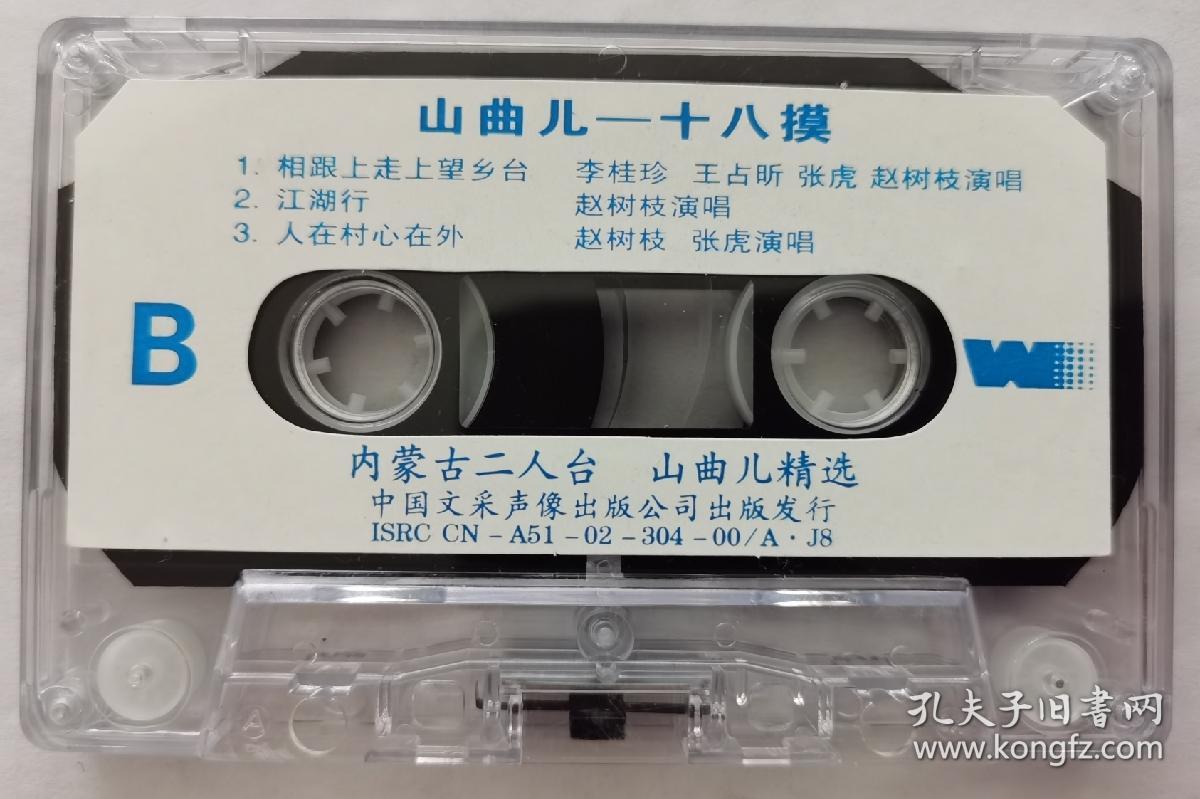 山曲儿—十八摸
1. 相跟上走上望乡台 李桂珍 王占昕 张虎 赵树枝演唱
2. 江湖行 赵树枝演唱
3. 人在村心在外 赵树枝 张虎演唱
B
W
内蒙古二人台 山曲儿精选
中国文采声像出版公司出版发行
ISRC CN-A51-02-304-00/A·J8
孔夫子旧書网
www.kongfz.com